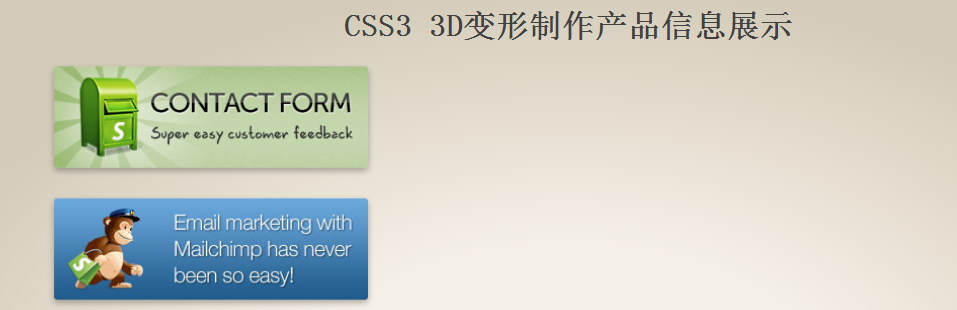 CSS3 3D变形制作产品信息展示
CONTACT FORM
Super easy customer feedback
S
Email marketing with
Mailchimp has never
been so easy!
S